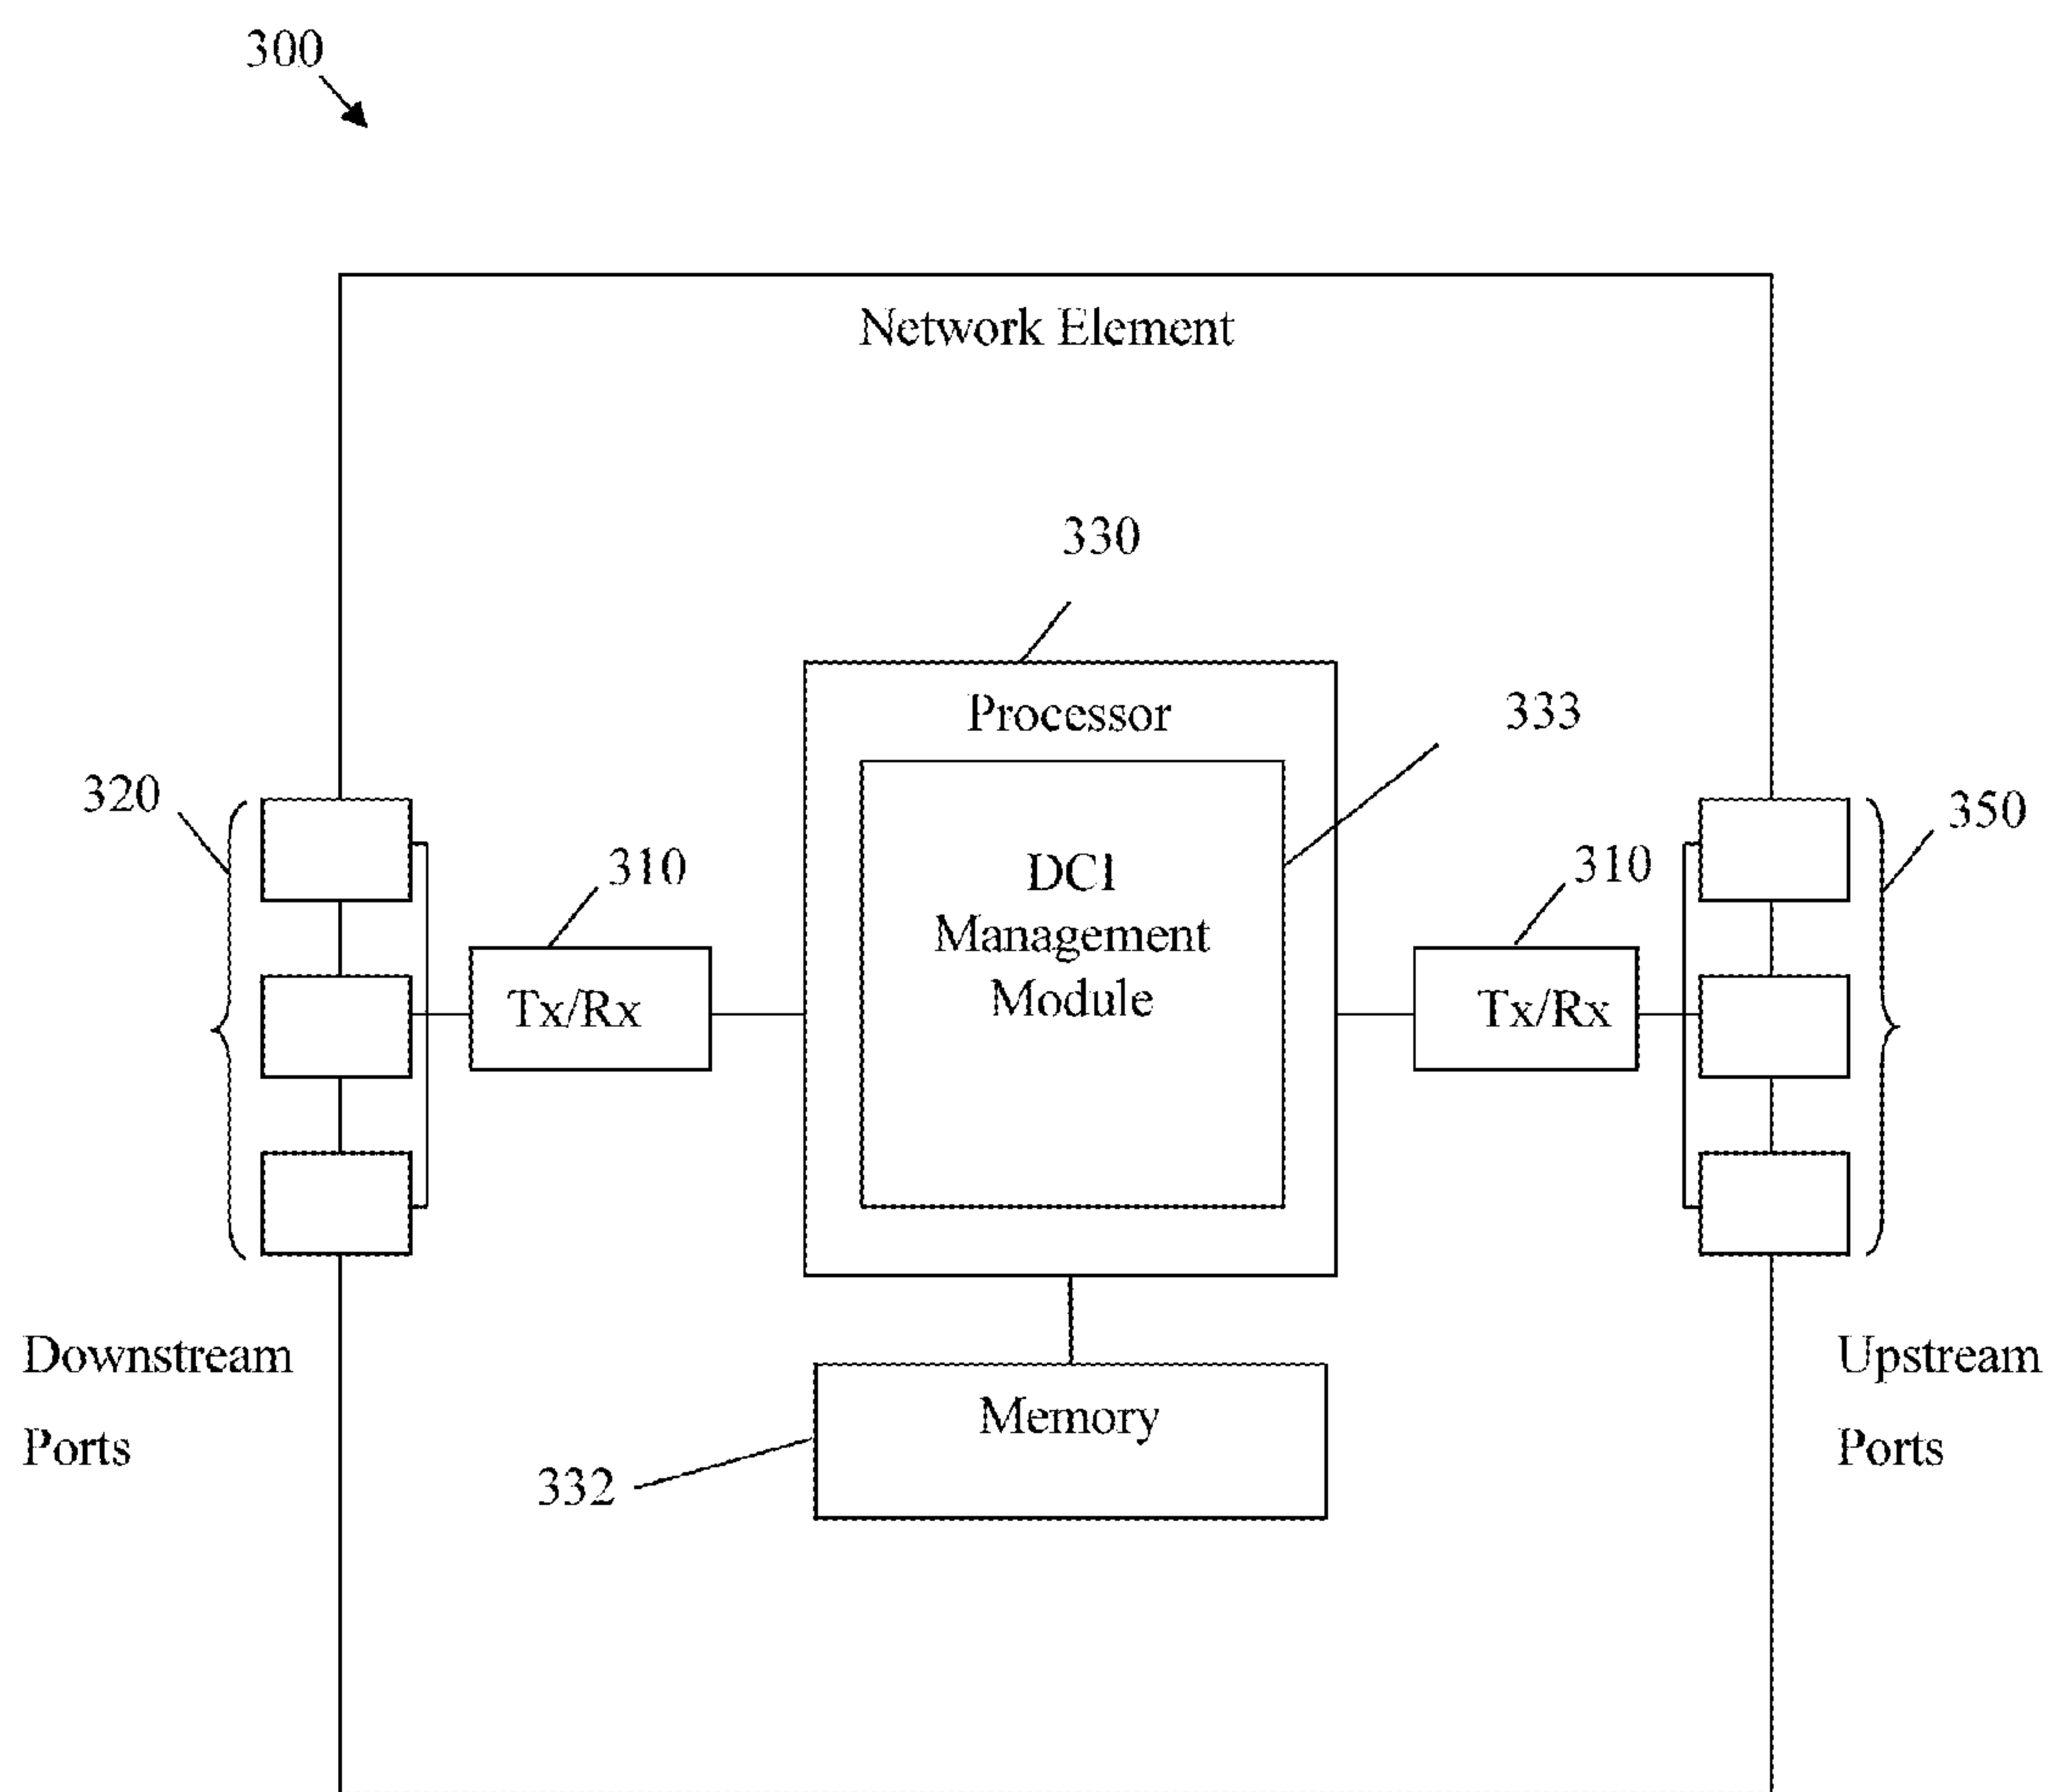 300
Network Element
330
Processor
333
320
350
310
310
DCI
Management
Module
Tx/Rx
Tx/Rx
Downstream
Ports
Upstream
Ports
Memory
332